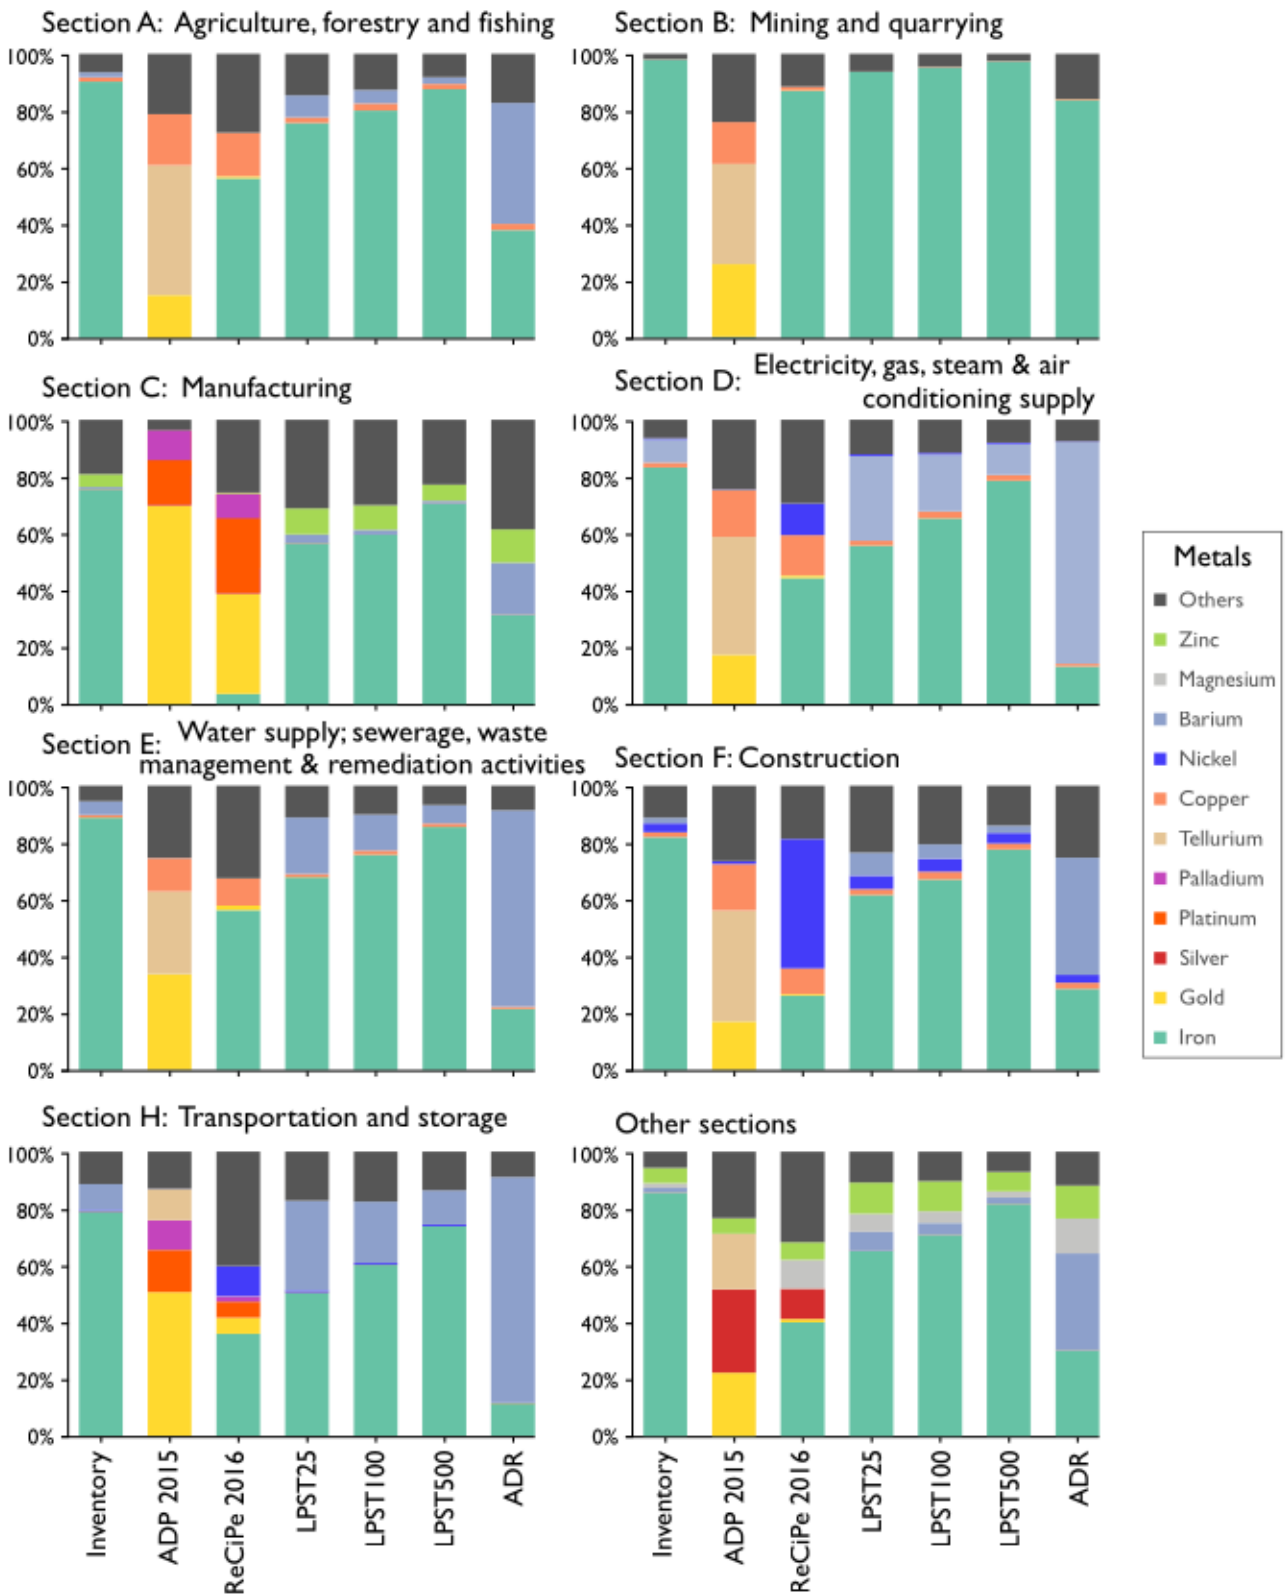 Section A: Agriculture, forestry and fishing
100%
80%
60%
40%
20%
0%
Section B: Mining and quarrying
100%
80%
60%
40%
20%
0%
Section C: Manufacturing
100%
80%
60%
40%
20%
0%
Section D: Electricity, gas, steam & air
conditioning supply
100%
80%
60%
40%
20%
0%
Section E: Water supply; sewerage, waste
management & remediation activities
100%
80%
60%
40%
20%
0%
Section F: Construction
100%
80%
60%
40%
20%
0%
Section H: Transportation and storage
100%
80%
60%
40%
20%
0%
Inventory
ADP 2015
ReCiPe 2016
LPST25
LPST100
LPST500
ADR
Other sections
100%
80%
60%
40%
20%
0%
Inventory
ADP 2015
ReCiPe 2016
LPST25
LPST100
LPST500
ADR
Metals
Others
Zinc
Magnesium
Barium
Nickel
Copper
Tellurium
Palladium
Platinum
Silver
Gold
Iron